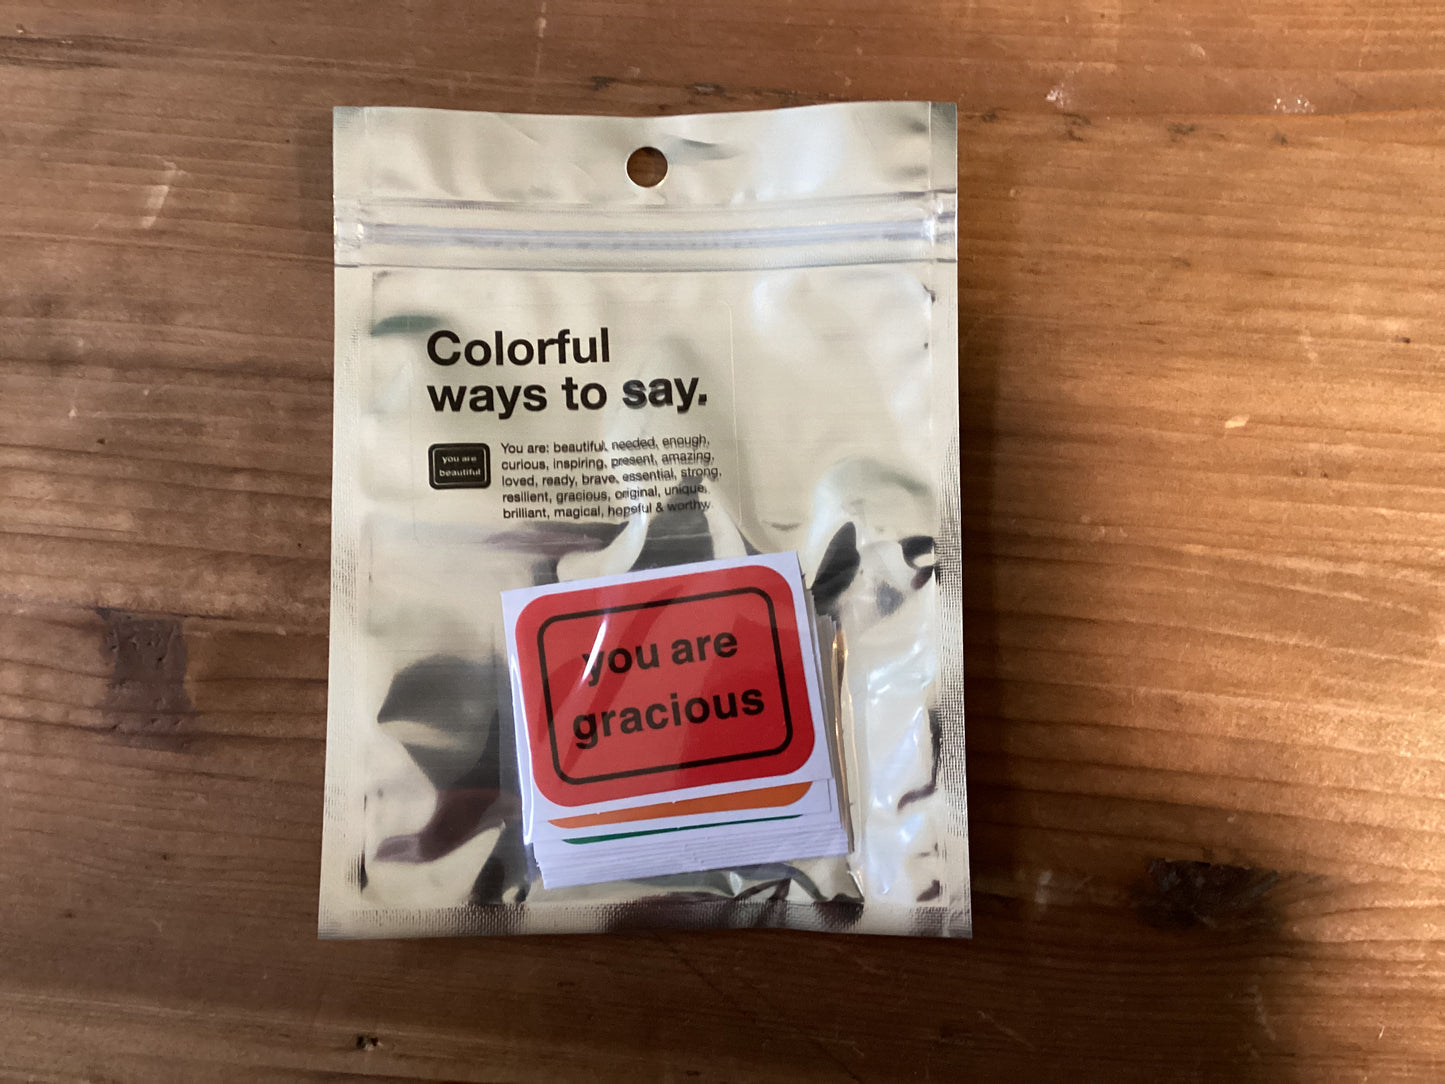 Colorful
ways to say.
you are
beautiful
You are: beautiful, needed, enough,
curious, inspiring, present, amazing,
loved, ready, brave, essential, strong,
resilient, gracious, original, unique,
brilliant, magical, hopeful & worthy.
you are
gracious